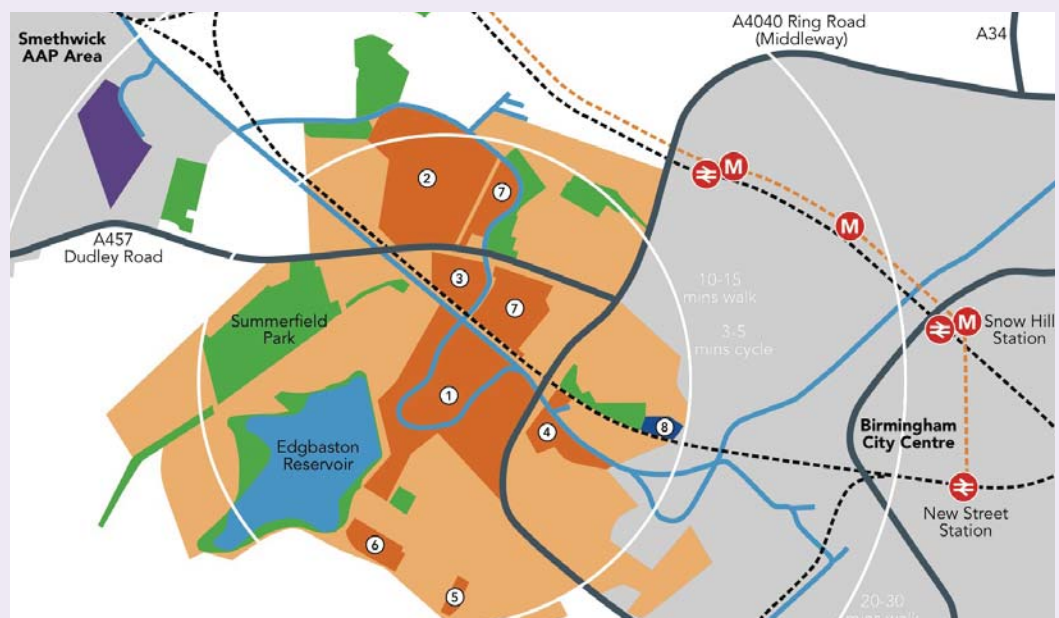 Smethwick
AAP Area
A4040 Ring Road
(Middleway)
A34
2
7
M
M
A457
Dudley Road
3
7
10-15
mins walk
3-5
mins cycle
Summerfield
Park
M
Snow Hill
Station
1
4
8
Birmingham
City Centre
Edgbaston
Reservoir
New Street
Station
6
5
20-30
mins walk